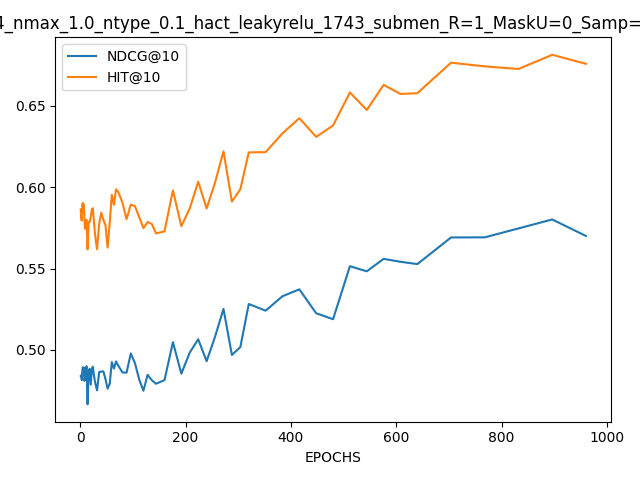 4_nmax_1.0_ntype_0.1_hact_leakyrelu_1743_submen_R=1_MaskU=0_Samp=
NDCG@10
HIT@10
0.65
0.60
0.55
0.50
0 200 400 600 800 1000
EPOCHS